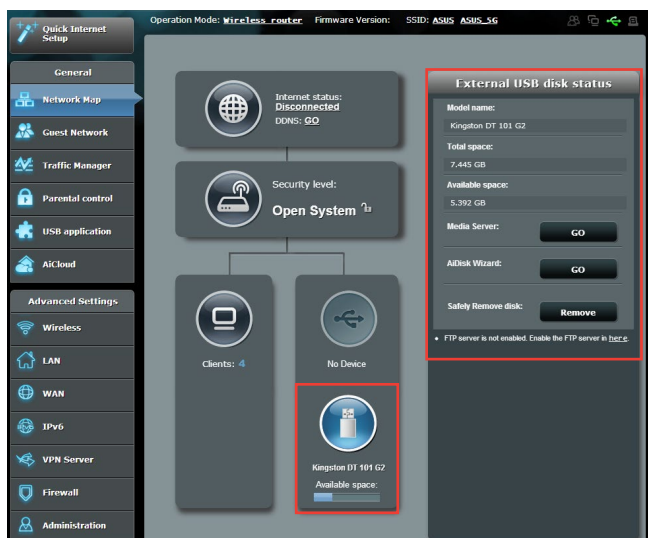 Quick Internet
Setup
Operation Mode: Wireless router Firmware Version: SSID: ASUS ASUS_5G
General
Network Map
Guest Network
Traffic Manager
Parental control
USB application
AiCloud
Advanced Settings
Wireless
LAN
WAN
IPv6
VPN Server
Firewall
Administration
Internet status:
Disconnected
DDNS: GO
Security level:
Open System
Clients: 4
No Device
Kingston DT 101 G2
Available space:
External USB disk status
Model name:
Kingston DT 101 G2
Total space:
7.445 GB
Available space:
5.392 GB
Media Server: GO
AiDisk Wizard: GO
Safely Remove disk: Remove
FTP server is not enabled. Enable the FTP server in here.